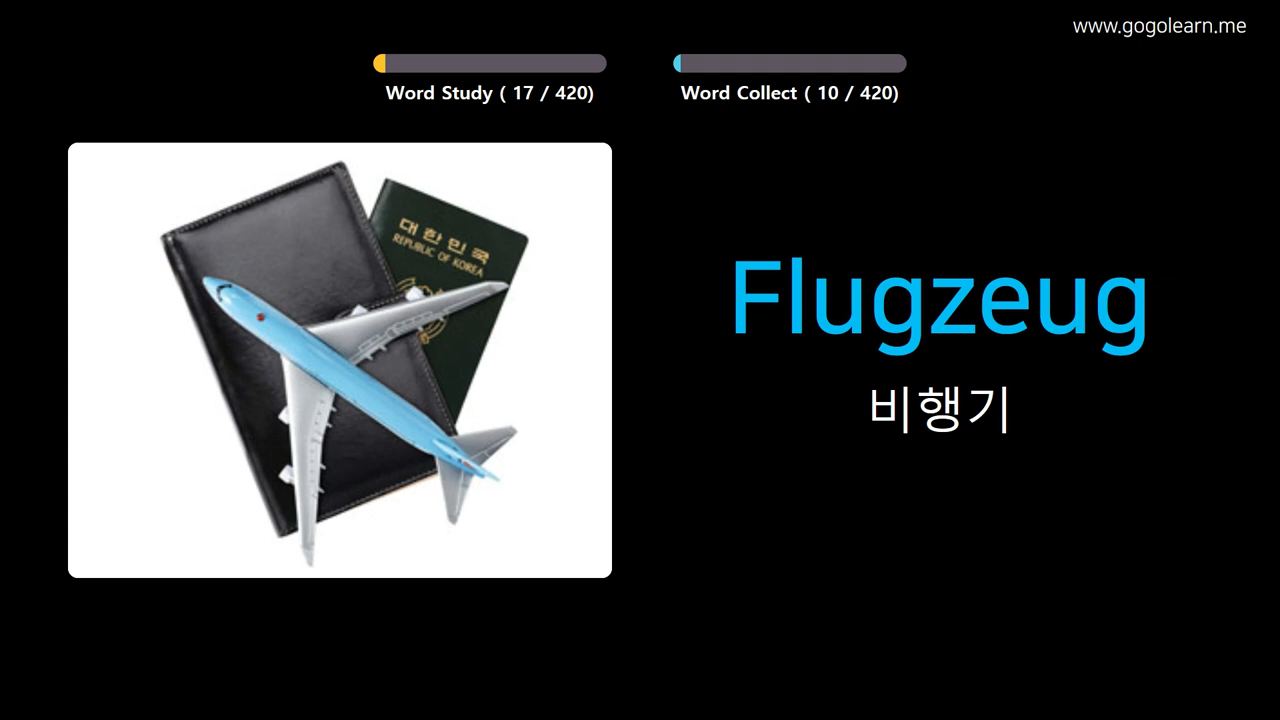 www.gogolearn.me
Word Study ( 17 / 420)
Word Collect ( 10 / 420)
대한민국
REPUBLIC OF KOREA
Flugzeug
비행기